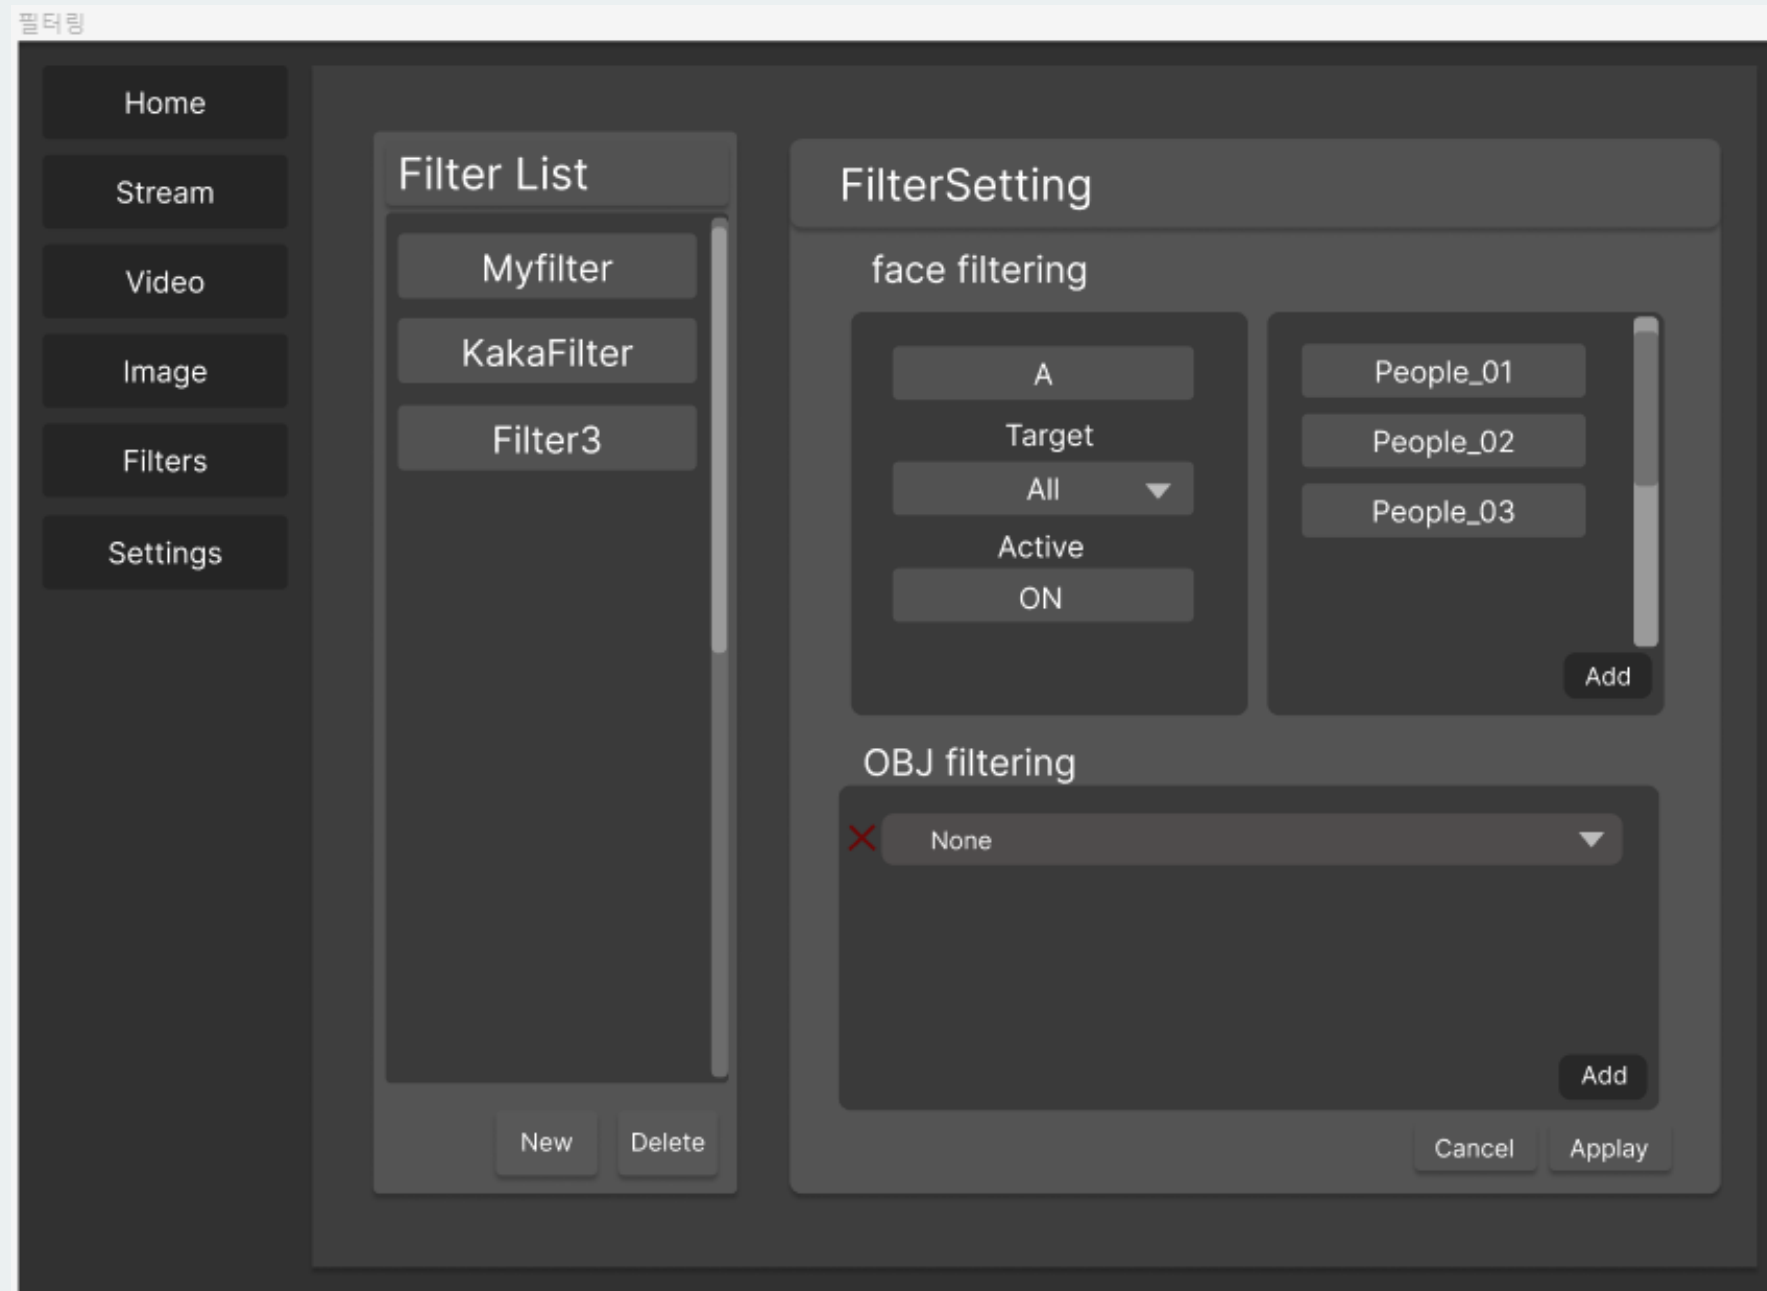 필터링
Home
Stream
Video
Image
Filters
Settings
Filter List
Myfilter
KakaFilter
Filter3
New
Delete
FilterSetting
face filtering
A
Target
All
Active
ON
People_01
People_02
People_03
Add
OBJ filtering
None
Add
Cancel
Applay